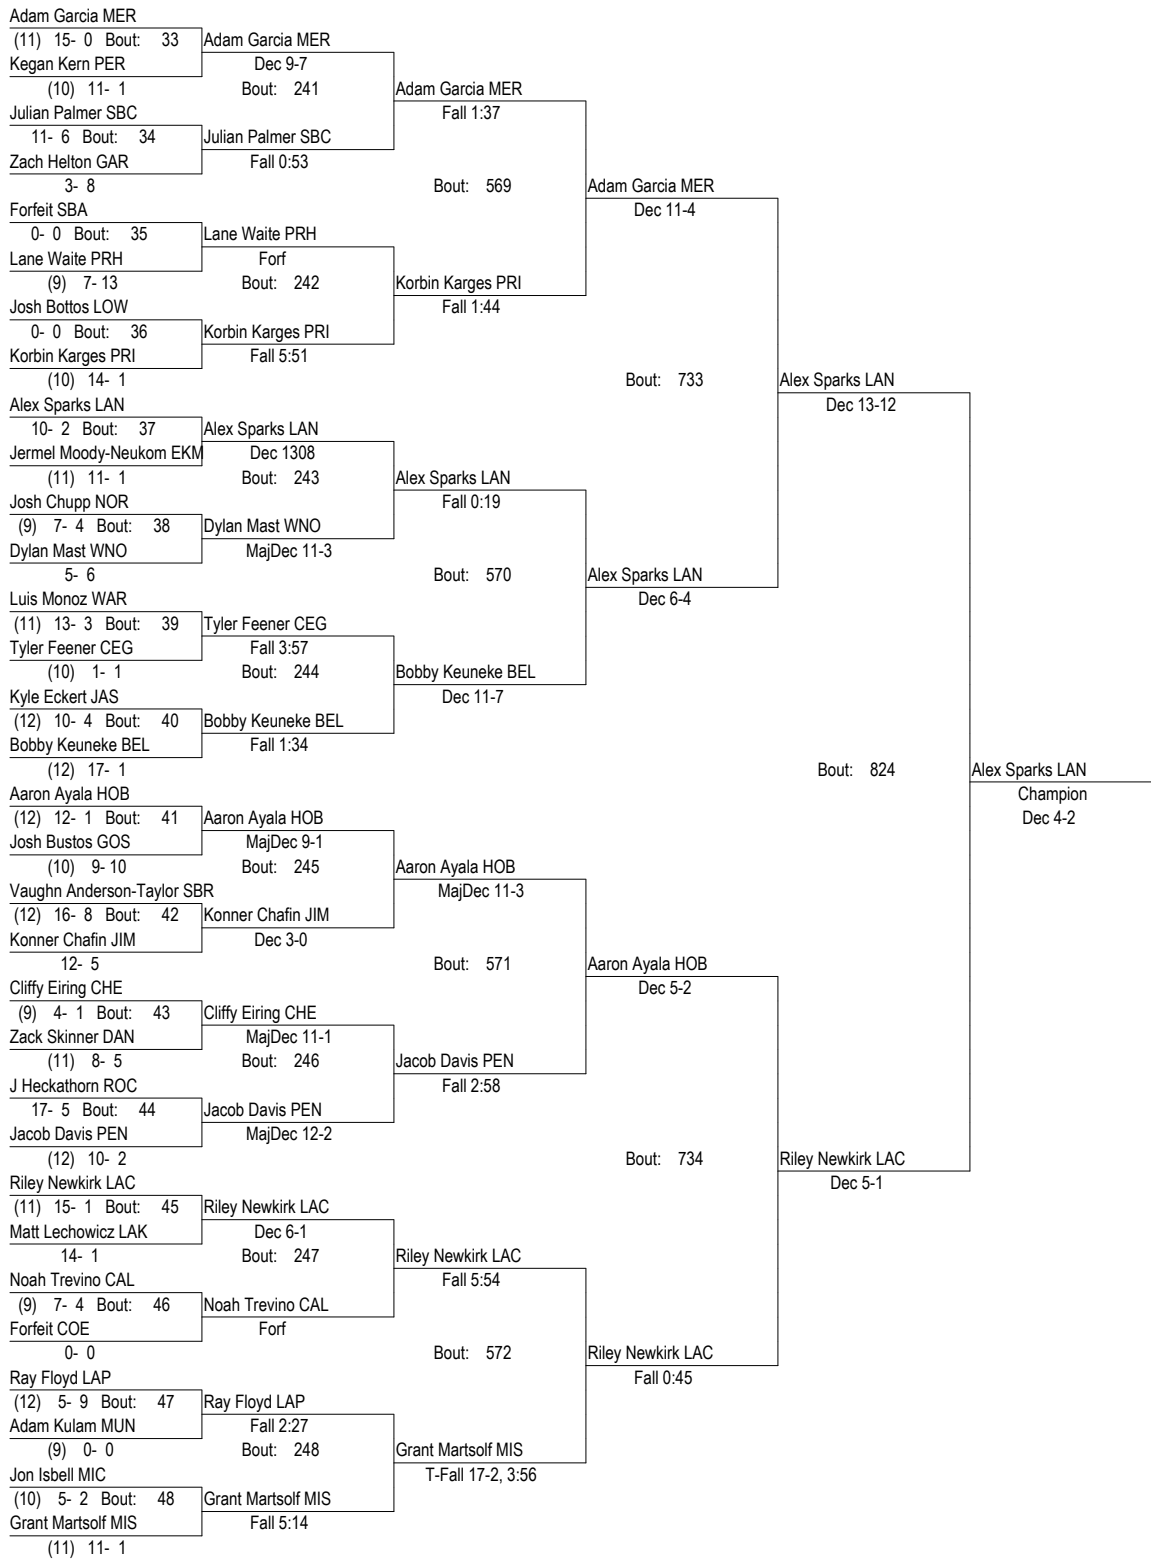 Adam Garcia MER
(11) 15- 0 Bout: 33 Adam Garcia MER
Kegan Kern PER Dec 9-7
(10) 11- 1 Bout: 241 Adam Garcia MER
Julian Palmer SBC Fall 1:37
11- 6 Bout: 34 Julian Palmer SBC
Zach Helton GAR Fall 0:53
3- 8 Bout: 569 Adam Garcia MER
Forfeit SBA Dec 11-4
0- 0 Bout: 35 Lane Waite PRH
Lane Waite PRH Forf
(9) 7- 13 Bout: 242 Korbin Karges PRI
Josh Bottos LOW Fall 1:44
0- 0 Bout: 36 Korbin Karges PRI
Korbin Karges PRI Fall 5:51
(10) 14- 1 Bout: 733 Alex Sparks LAN
Alex Sparks LAN Dec 13-12
10- 2 Bout: 37 Alex Sparks LAN
Jermel Moody-Neukom EKM Dec 1308
(11) 11- 1 Bout: 243 Alex Sparks LAN
Josh Chupp NOR Fall 0:19
(9) 7- 4 Bout: 38 Dylan Mast WNO
Dylan Mast WNO MajDec 11-3
5- 6 Bout: 570 Alex Sparks LAN
Luis Monoz WAR Dec 6-4
(11) 13- 3 Bout: 39 Tyler Feener CEG
Tyler Feener CEG Fall 3:57
(10) 1- 1 Bout: 244 Bobby Keuneke BEL
Kyle Eckert JAS Dec 11-7
(12) 10- 4 Bout: 40 Bobby Keuneke BEL
Bobby Keuneke BEL Fall 1:34
(12) 17- 1 Bout: 824 Alex Sparks LAN
Aaron Ayala HOB Champion
(12) 12- 1 Bout: 41 Aaron Ayala HOB Dec 4-2
Josh Bustos GOS MajDec 9-1
(10) 9- 10 Bout: 245 Aaron Ayala HOB
Vaughn Anderson-Taylor SBR MajDec 11-3
(12) 16- 8 Bout: 42 Konner Chafin JIM
Konner Chafin JIM Dec 3-0
12- 5 Bout: 571 Aaron Ayala HOB
Cliffy Eiring CHE Dec 5-2
(9) 4- 1 Bout: 43 Cliffy Eiring CHE
Zack Skinner DAN MajDec 11-1
(11) 8- 5 Bout: 246 Jacob Davis PEN
J Heckathorn ROC Fall 2:58
17- 5 Bout: 44 Jacob Davis PEN
Jacob Davis PEN MajDec 12-2
(12) 10- 2 Bout: 734 Riley Newkirk LAC
Riley Newkirk LAC Dec 5-1
(11) 15- 1 Bout: 45 Riley Newkirk LAC
Matt Lechowicz LAK Dec 6-1
14- 1 Bout: 247 Riley Newkirk LAC
Noah Trevino CAL Fall 5:54
(9) 7- 4 Bout: 46 Noah Trevino CAL
Forfeit COE Forf
0- 0 Bout: 572 Riley Newkirk LAC
Ray Floyd LAP Fall 0:45
(12) 5- 9 Bout: 47 Ray Floyd LAP
Adam Kulam MUN Fall 2:27
(9) 0- 0 Bout: 248 Grant Martsolf MIS
Jon Isbell MIC T-Fall 17-2, 3:56
(10) 5- 2 Bout: 48 Grant Martsolf MIS
Grant Martsolf MIS Fall 5:14
(11) 11- 1